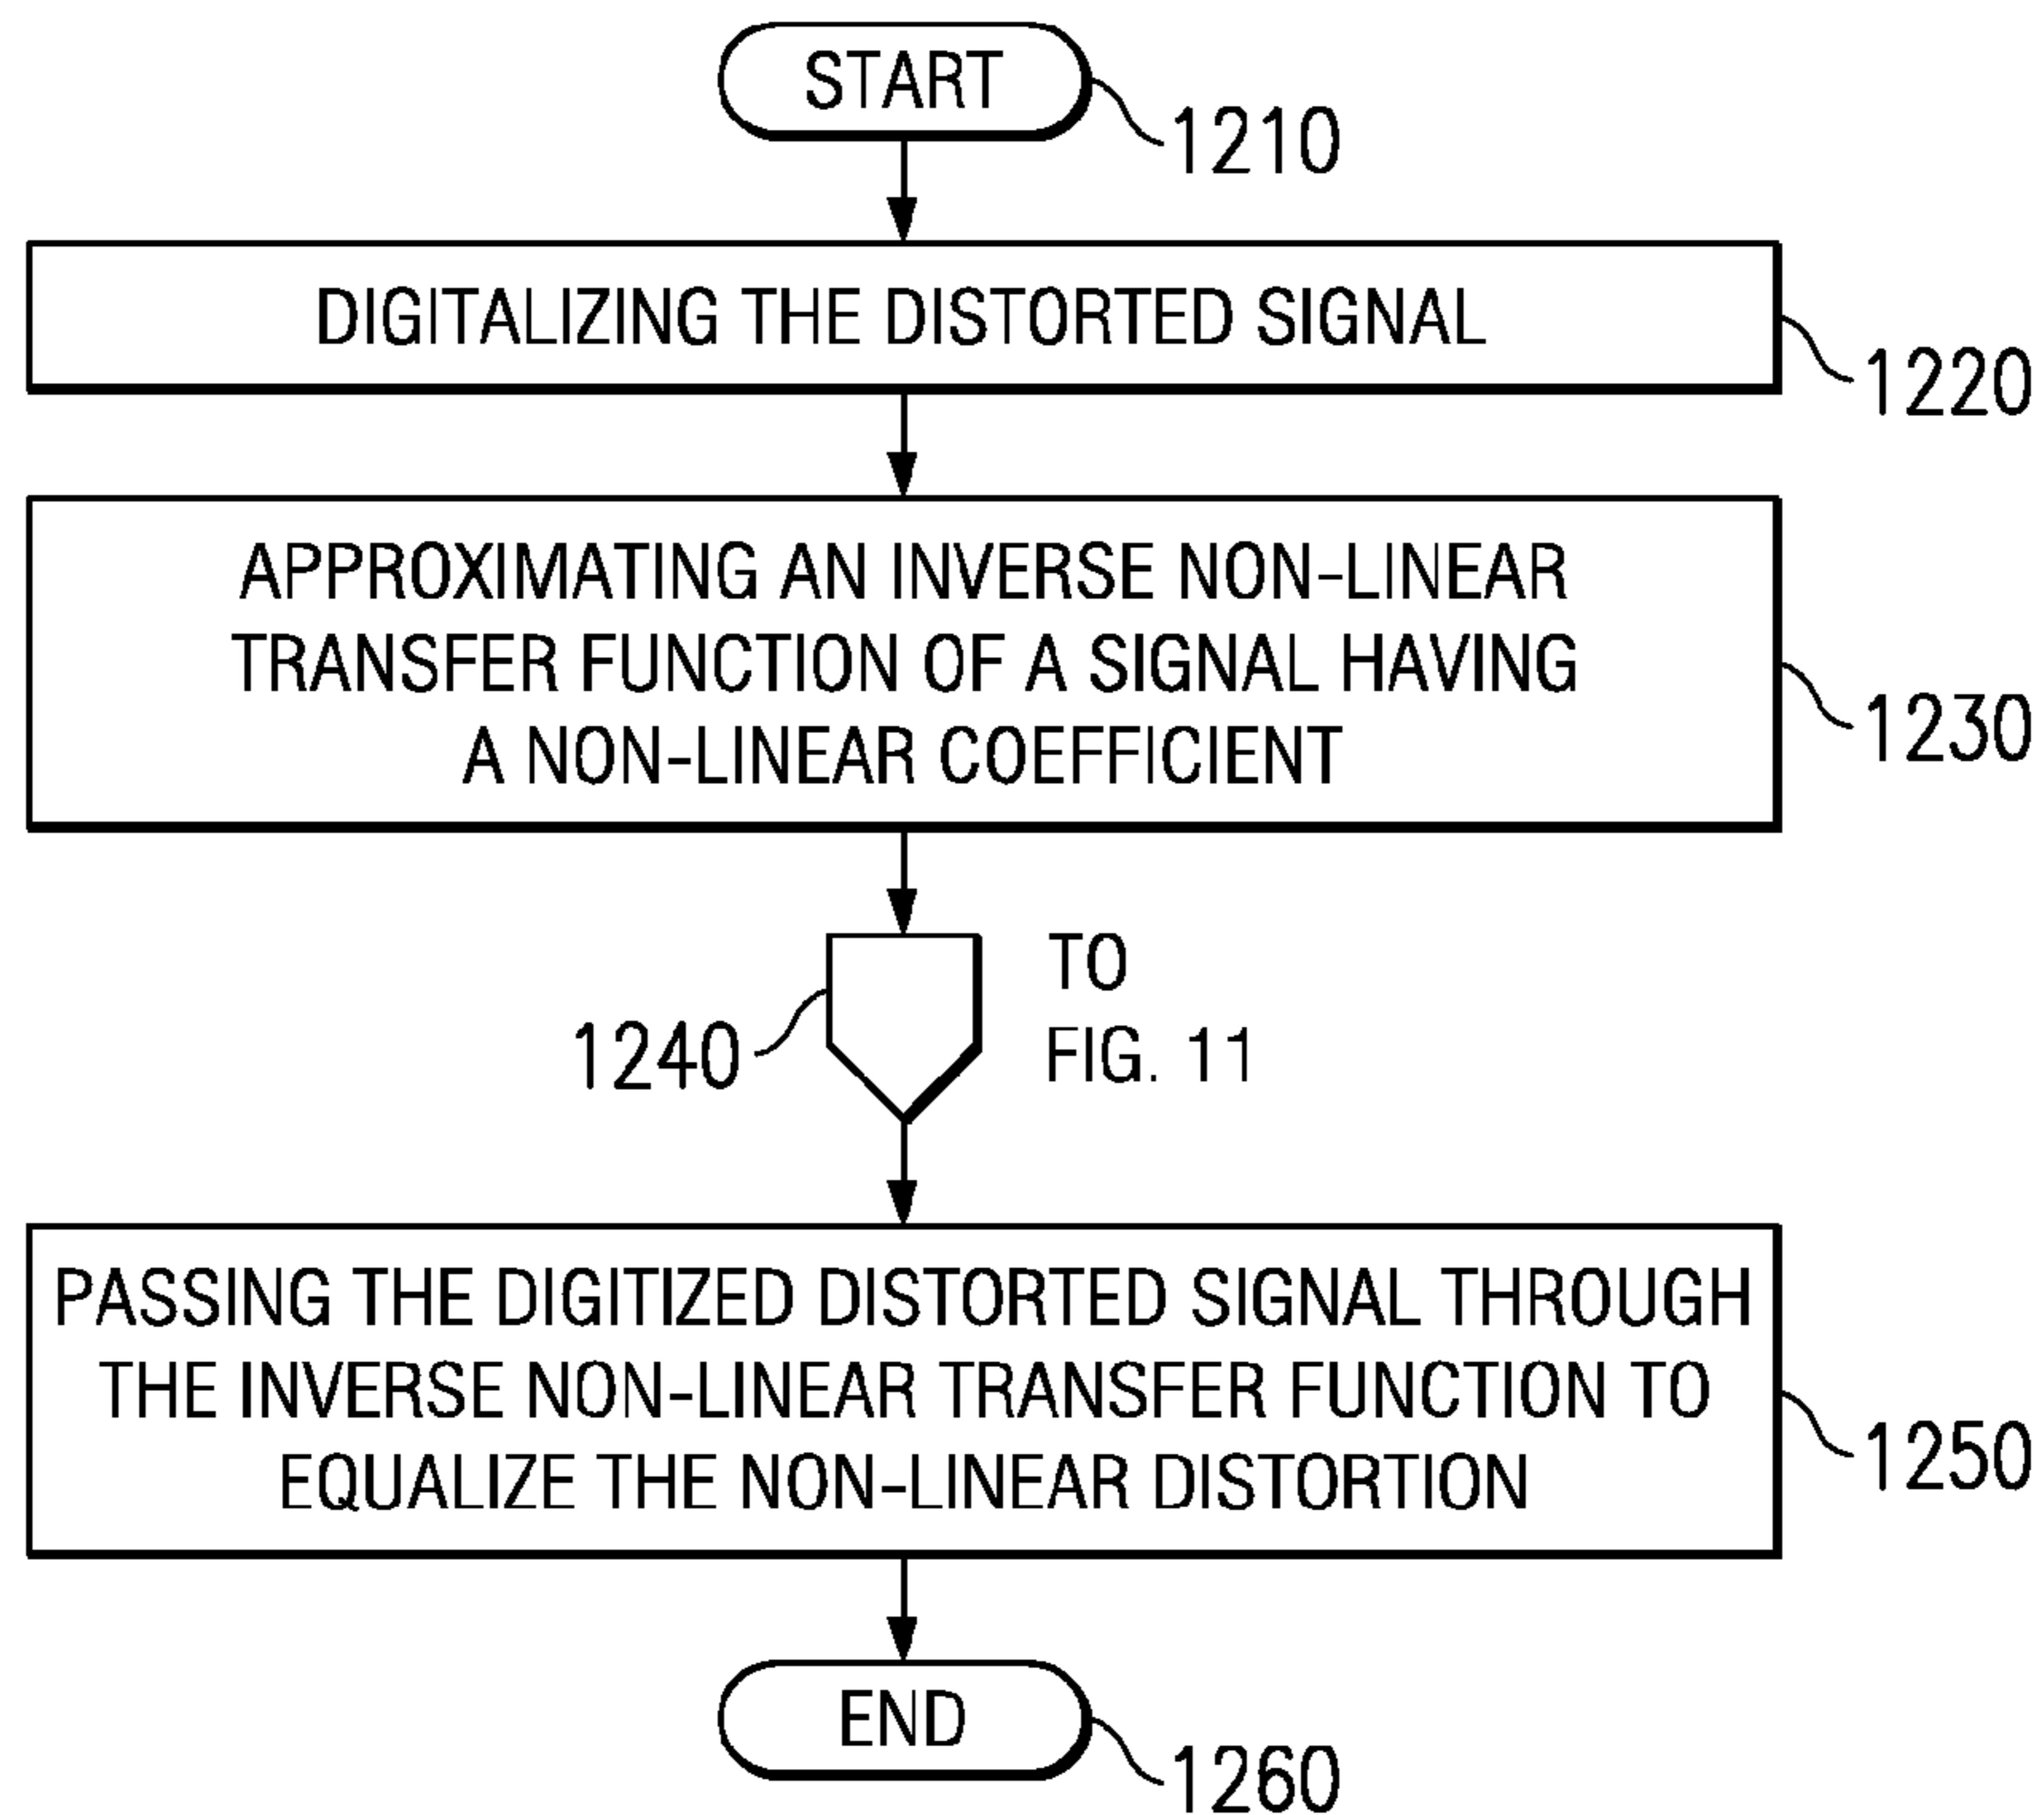 START
1210
DIGITALIZING THE DISTORTED SIGNAL
1220
APPROXIMATING AN INVERSE NON-LINEAR
TRANSFER FUNCTION OF A SIGNAL HAVING
A NON-LINEAR COEFFICIENT
1230
TO
FIG. 11
1240
PASSING THE DIGITIZED DISTORTED SIGNAL THROUGH
THE INVERSE NON-LINEAR TRANSFER FUNCTION TO
EQUALIZE THE NON-LINEAR DISTORTION
1250
END
1260